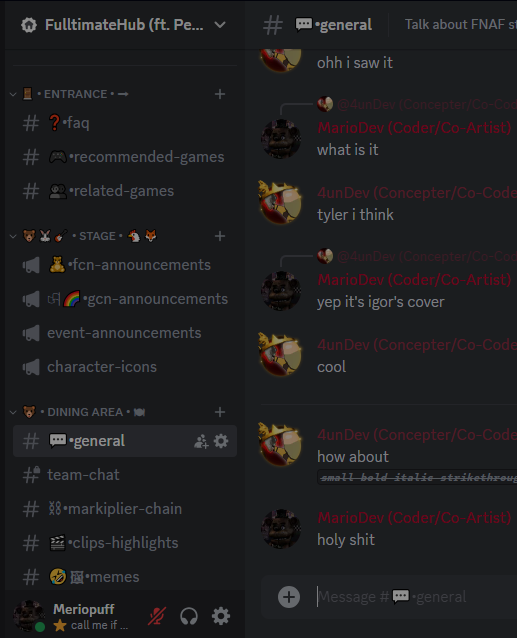 FulltimateHub (ft. Pe...
• ENTRANCE •
•faq
•recommended-games
•related-games
• STAGE •
•fcn-announcements
•gcn-announcements
event-announcements
character-icons
• DINING AREA •
•general
team-chat
•markiplier-chain
•clips-highlights
•memes
Meriopuff
call me if ...
•general
Talk about FNAF st
ohh i saw it
@4unDev (Concepter/Co-Cod
MarioDev (Coder/Co-Artist)
what is it
4unDev (Concepter/Co-Code
tyler i think
@4unDev (Concepter/Co-Cod
MarioDev (Coder/Co-Artist)
yep it's igor's cover
4unDev (Concepter/Co-Code
cool
4unDev (Concepter/Co-Code
how about
small bold italic strikethroug
MarioDev (Coder/Co-Artist)
holy shit
Message #💬•general